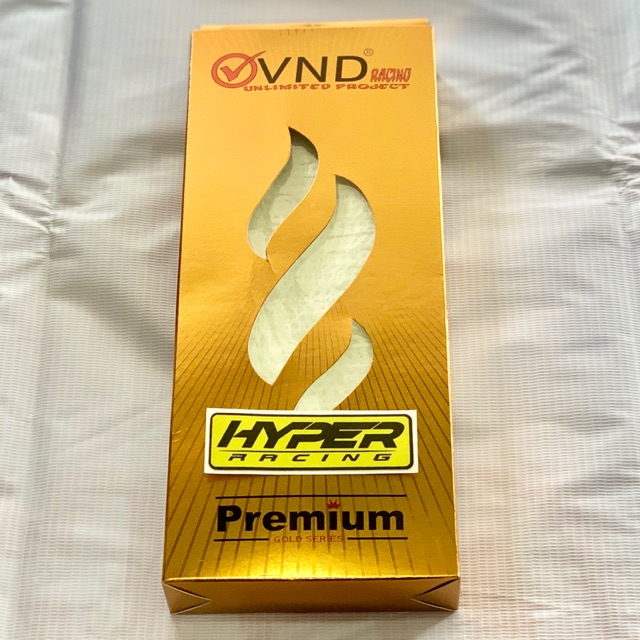 VND® RACING
UNLIMITED PROJECT
HYPER
RACING
Premium
GOLD SERIES